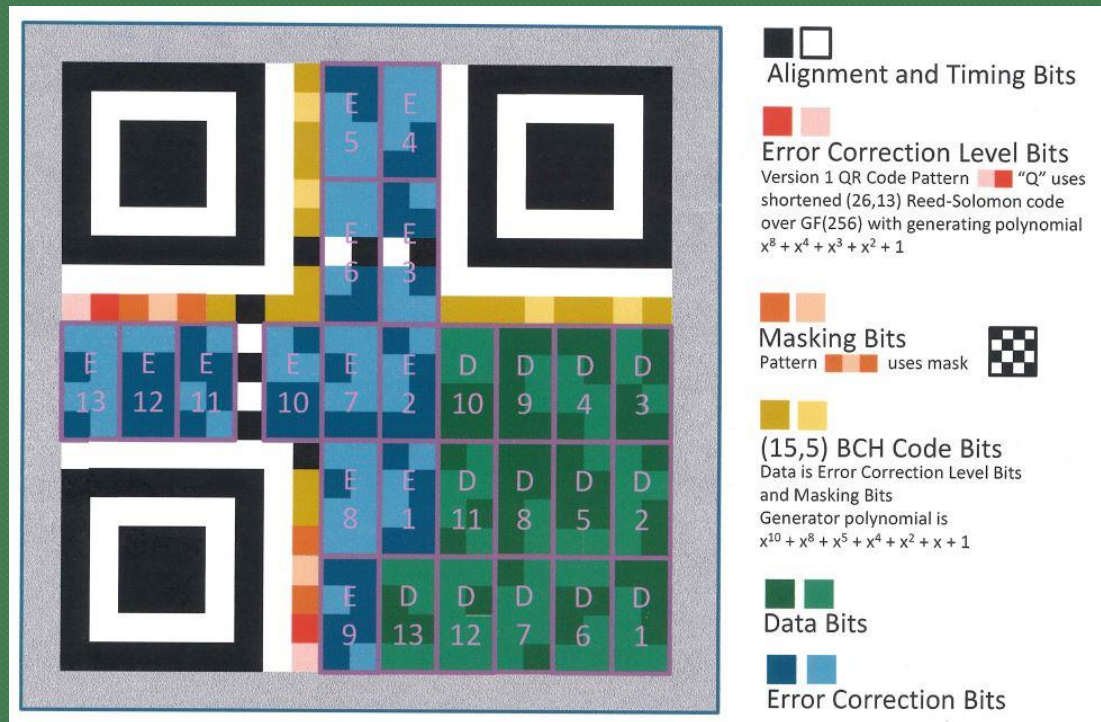 E E
5 4
E E
6 3
E E E E E E D D D D
13 12 11 10 7 2 10 9 4 3
E E D D D D
8 1 11 8 5 2
E D D D D D
9 13 12 7 6 1
Alignment and Timing Bits
Error Correction Level Bits
Version 1 QR Code Pattern "Q" uses
shortened (26,13) Reed-Solomon code
over GF(256) with generating polynomial
x⁸ + x⁴ + x³ + x² + 1
Masking Bits
Pattern uses mask
(15,5) BCH Code Bits
Data is Error Correction Level Bits
and Masking Bits
Generator polynomial is
x¹⁰ + x⁸ + x⁵ + x⁴ + x² + x + 1
Data Bits
Error Correction Bits